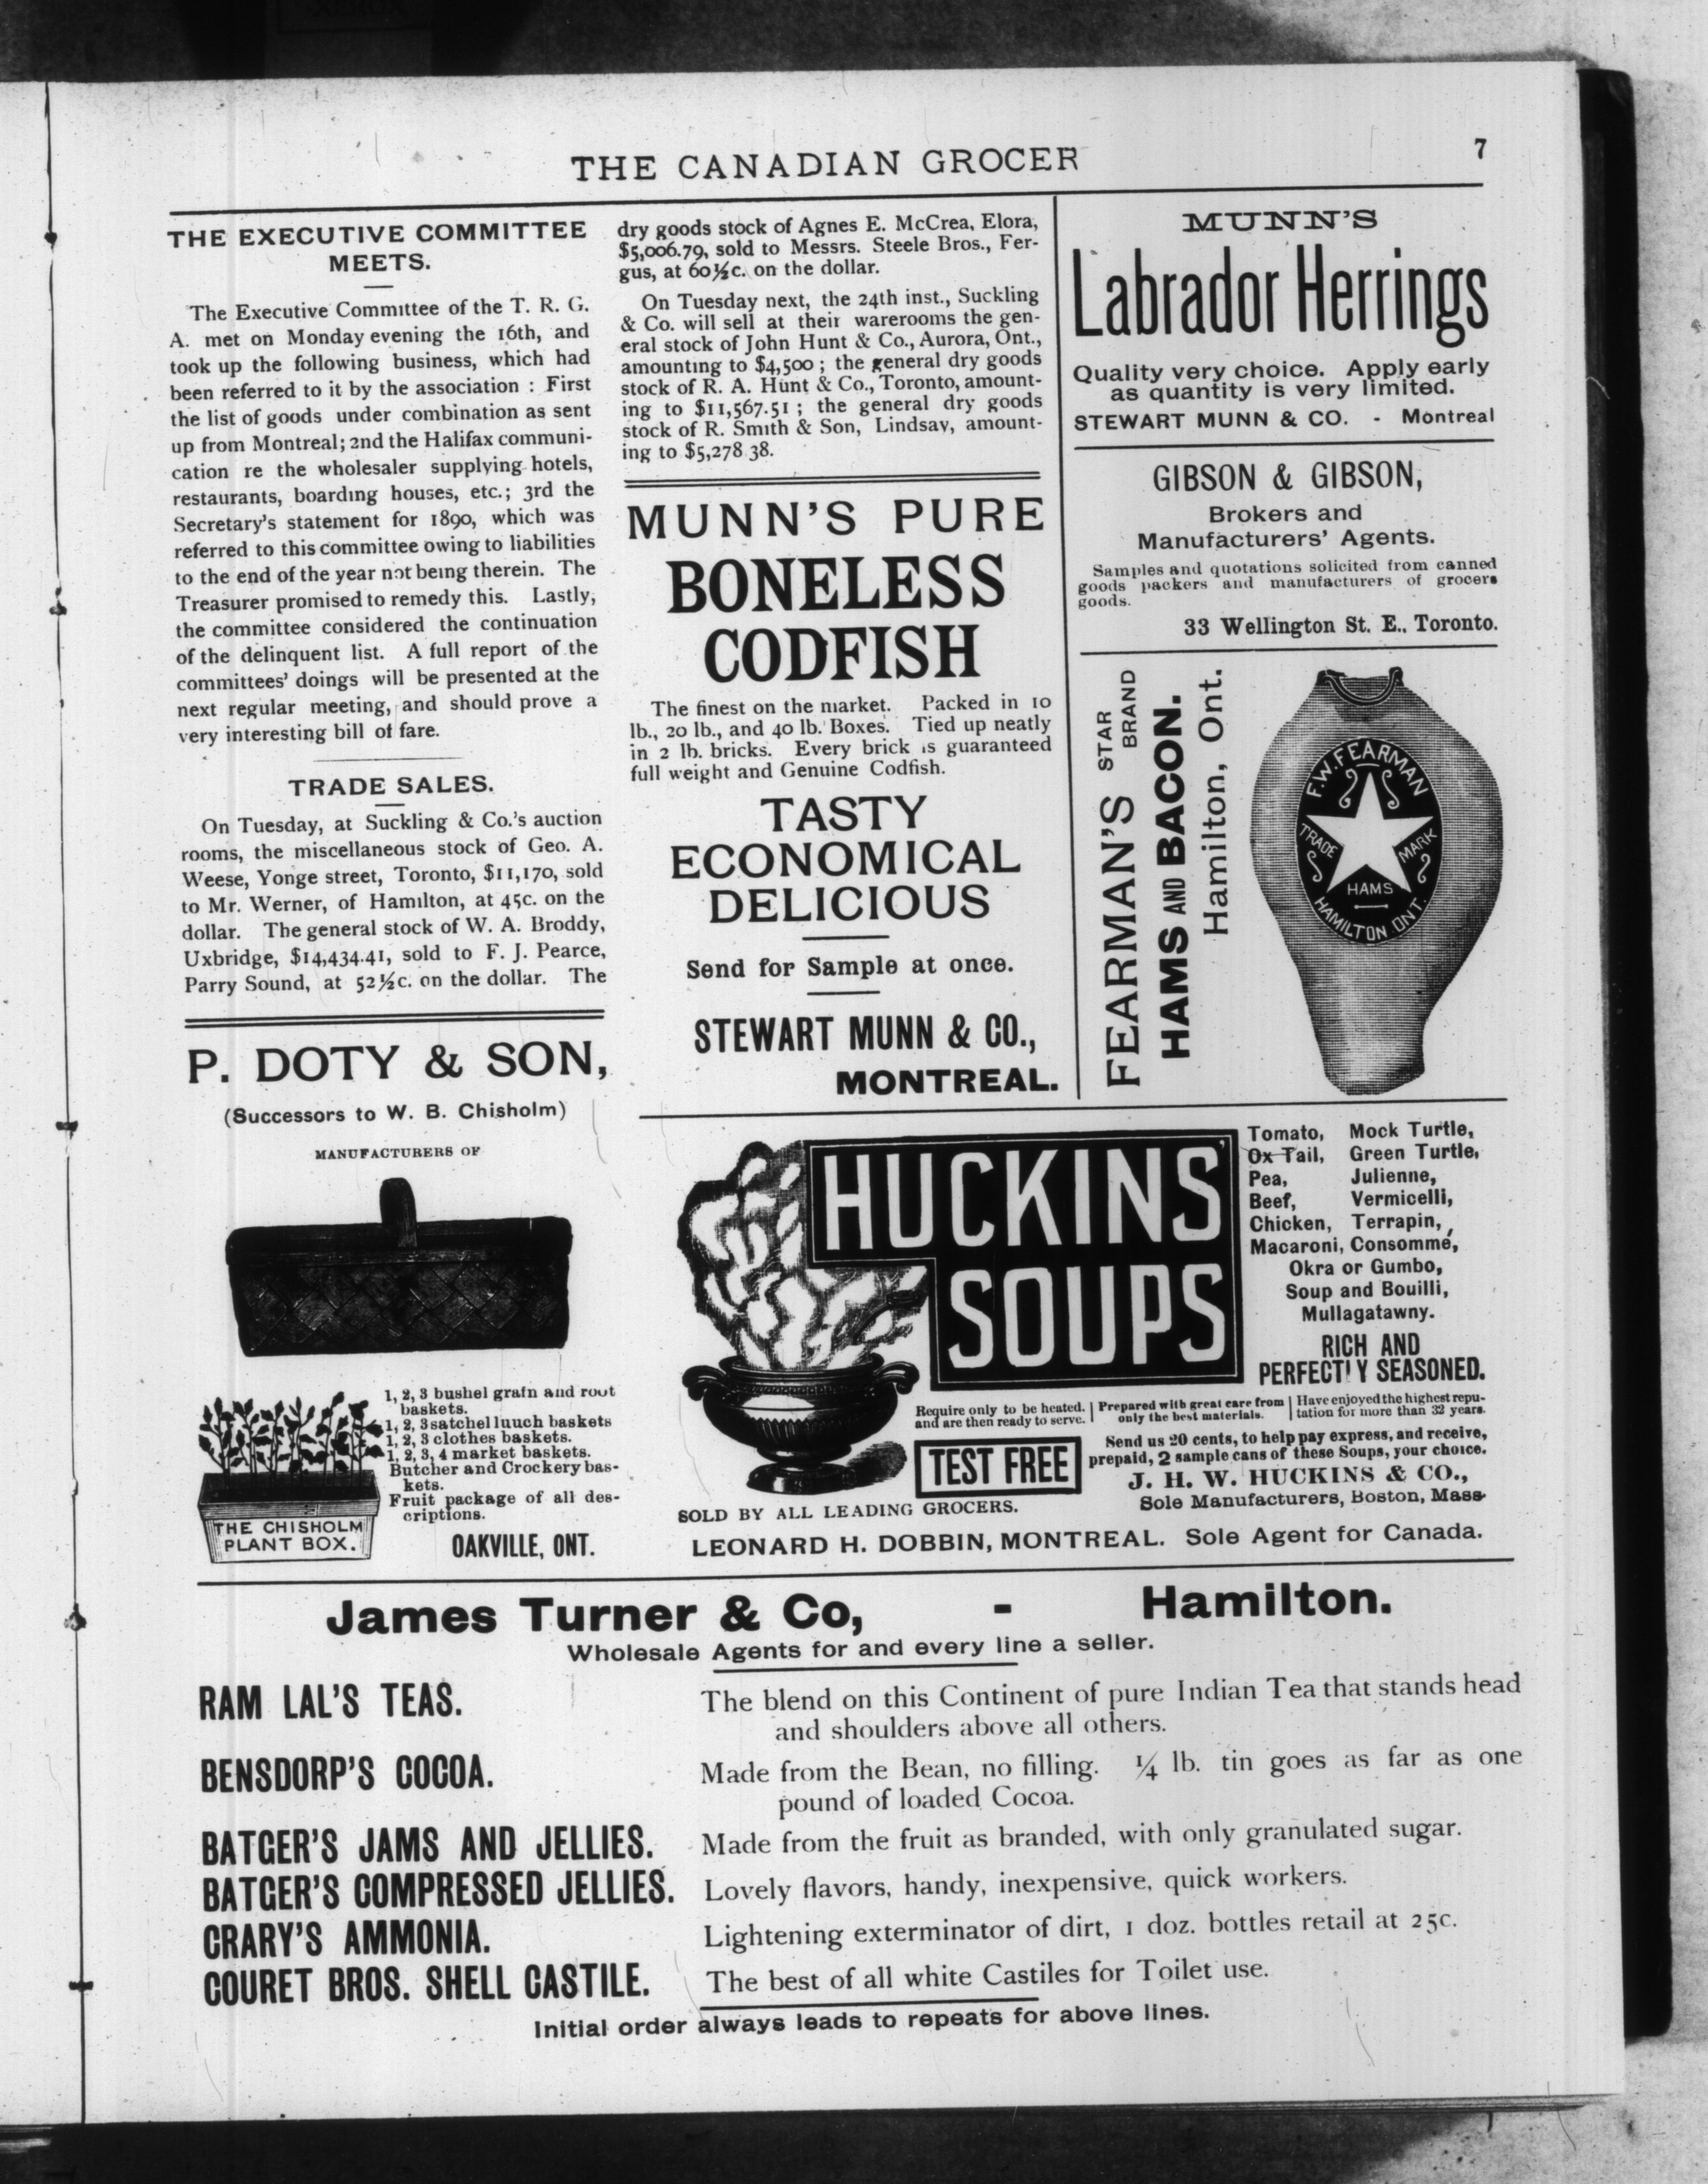 THE CANADIAN GROCER
7
THE EXECUTIVE COMMITTEE
MEETS.
The Executive Committee of the T. R. G.
A. met on Monday evening the 16th, and
took up the following business, which had
been referred to it by the association : First
the list of goods under combination as sent
up from Montreal; 2nd the Halifax communi-
cation re the wholesaler supplying hotels,
restaurants, boarding houses, etc.; 3rd the
Secretary's statement for 1890, which was
referred to this committee owing to liabilities
to the end of the year not being therein. The
Treasurer promised to remedy this. Lastly,
the committee considered the continuation
of the delinquent list. A full report of the
committees' doings will be presented at the
next regular meeting, and should prove a
very interesting bill of fare.
TRADE SALES.
On Tuesday, at Suckling & Co.'s auction
rooms, the miscellaneous stock of Geo. A.
Weese, Yonge street, Toronto, $11,170, sold
to Mr. Werner, of Hamilton, at 45c. on the
dollar. The general stock of W. A. Broddy,
Uxbridge, $14,434.41, sold to F. J. Pearce,
Parry Sound, at 52½c. on the dollar. The
dry goods stock of Agnes E. McCrea, Elora,
$5,006.79, sold to Messrs. Steele Bros., Fer-
gus, at 60½c. on the dollar.
On Tuesday next, the 24th inst., Suckling
& Co. will sell at their warerooms the gen-
eral stock of John Hunt & Co., Aurora, Ont.,
amounting to $4,500 ; the general dry goods
stock of R. A. Hunt & Co., Toronto, amount-
ing to $11,567.51 ; the general dry goods
stock of R. Smith & Son, Lindsay, amount-
ing to $5,278 38.
MUNN'S PURE
BONELESS
CODFISH
The finest on the market. Packed in 10
lb., 20 lb., and 40 lb. Boxes. Tied up neatly
in 2 lb. bricks. Every brick is guaranteed
full weight and Genuine Codfish.
TASTY
ECONOMICAL
DELICIOUS
Send for Sample at once.
STEWART MUNN & CO.,
MONTREAL.
MUNN'S
Labrador Herrings
Quality very choice. Apply early
as quantity is very limited.
STEWART MUNN & CO. - Montreal
GIBSON & GIBSON,
Brokers and
Manufacturers' Agents.
Samples and quotations solicited from canned
goods packers and manufacturers of grocers
goods.
33 Wellington St. E., Toronto.
FEARMAN'S STAR BRAND
HAMS AND BACON.
Hamilton, Ont.
F.W. FEARMAN
TRADE MARK
HAMS
HAMILTON ONT.
P. DOTY & SON,
(Successors to W. B. Chisholm)
MANUFACTURERS OF
1, 2, 3 bushel grain and root
baskets.
1, 2, 3 satchel lunch baskets
1, 2, 3 clothes baskets.
1, 2, 3, 4 market baskets.
Butcher and Crockery bas-
kets.
Fruit package of all des-
criptions.
THE CHISHOLM
PLANT BOX.
OAKVILLE, ONT.
HUCKINS'
SOUPS
Tomato, Mock Turtle,
Ox Tail, Green Turtle,
Pea, Julienne,
Beef, Vermicelli,
Chicken, Terrapin,
Macaroni, Consommé,
Okra or Gumbo,
Soup and Bouilli,
Mullagatawny.
RICH AND
PERFECTLY SEASONED.
Require only to be heated.
and are then ready to serve.
Prepared with great care from
only the best materials.
Have enjoyed the highest repu-
tation for more than 32 years.
TEST FREE
Send us 20 cents, to help pay express, and receive,
prepaid, 2 sample cans of these Soups, your choice.
J. H. W. HUCKINS & CO.,
Sole Manufacturers, Boston, Mass
SOLD BY ALL LEADING GROCERS.
LEONARD H. DOBBIN, MONTREAL. Sole Agent for Canada.
James Turner & Co, - Hamilton.
Wholesale Agents for and every line a seller.
RAM LAL'S TEAS. The blend on this Continent of pure Indian Tea that stands head
and shoulders above all others.
BENSDORP'S COCOA. Made from the Bean, no filling. ¼ lb. tin goes as far as one
pound of loaded Cocoa.
BATGER'S JAMS AND JELLIES. Made from the fruit as branded, with only granulated sugar.
BATGER'S COMPRESSED JELLIES. Lovely flavors, handy, inexpensive, quick workers.
CRARY'S AMMONIA. Lightening exterminator of dirt, 1 doz. bottles retail at 25c.
COURET BROS. SHELL CASTILE. The best of all white Castiles for Toilet use.
Initial order always leads to repeats for above lines.